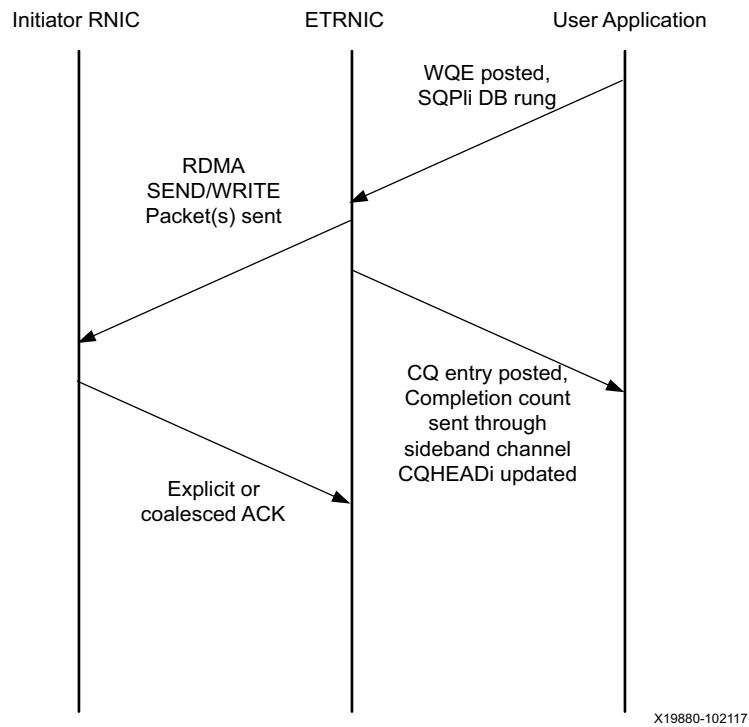 Initiator RNIC
ETRNIC
User Application
WQE posted,
SQPIi DB rung
RDMA
SEND/WRITE
Packet(s) sent
CQ entry posted,
Completion count
sent through
sideband channel
CQHEADi updated
Explicit or
coalesced ACK
X19880-102117